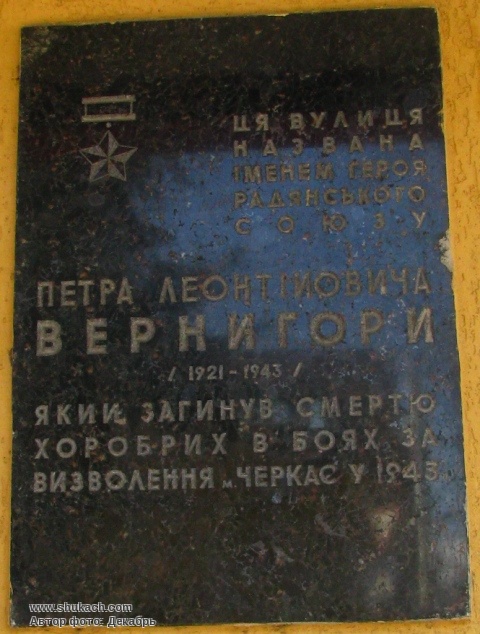 ЦЯ ВУЛИЦЯ
НАЗВАНА
ІМЕНЕМ ГЕРОЯ
РАДЯНСЬКОГО
СОЮЗУ
ПЕТРА ЛЕОНТІЙОВИЧА
ВЕРНИГОРИ
/ 1921 - 1943 /
ЯКИЙ ЗАГИНУВ СМЕРТЮ
ХОРОБРИХ В БОЯХ ЗА
ВИЗВОЛЕННЯ м. ЧЕРКАС У 1943
www.shukach.com
Автор фото: Декабрь